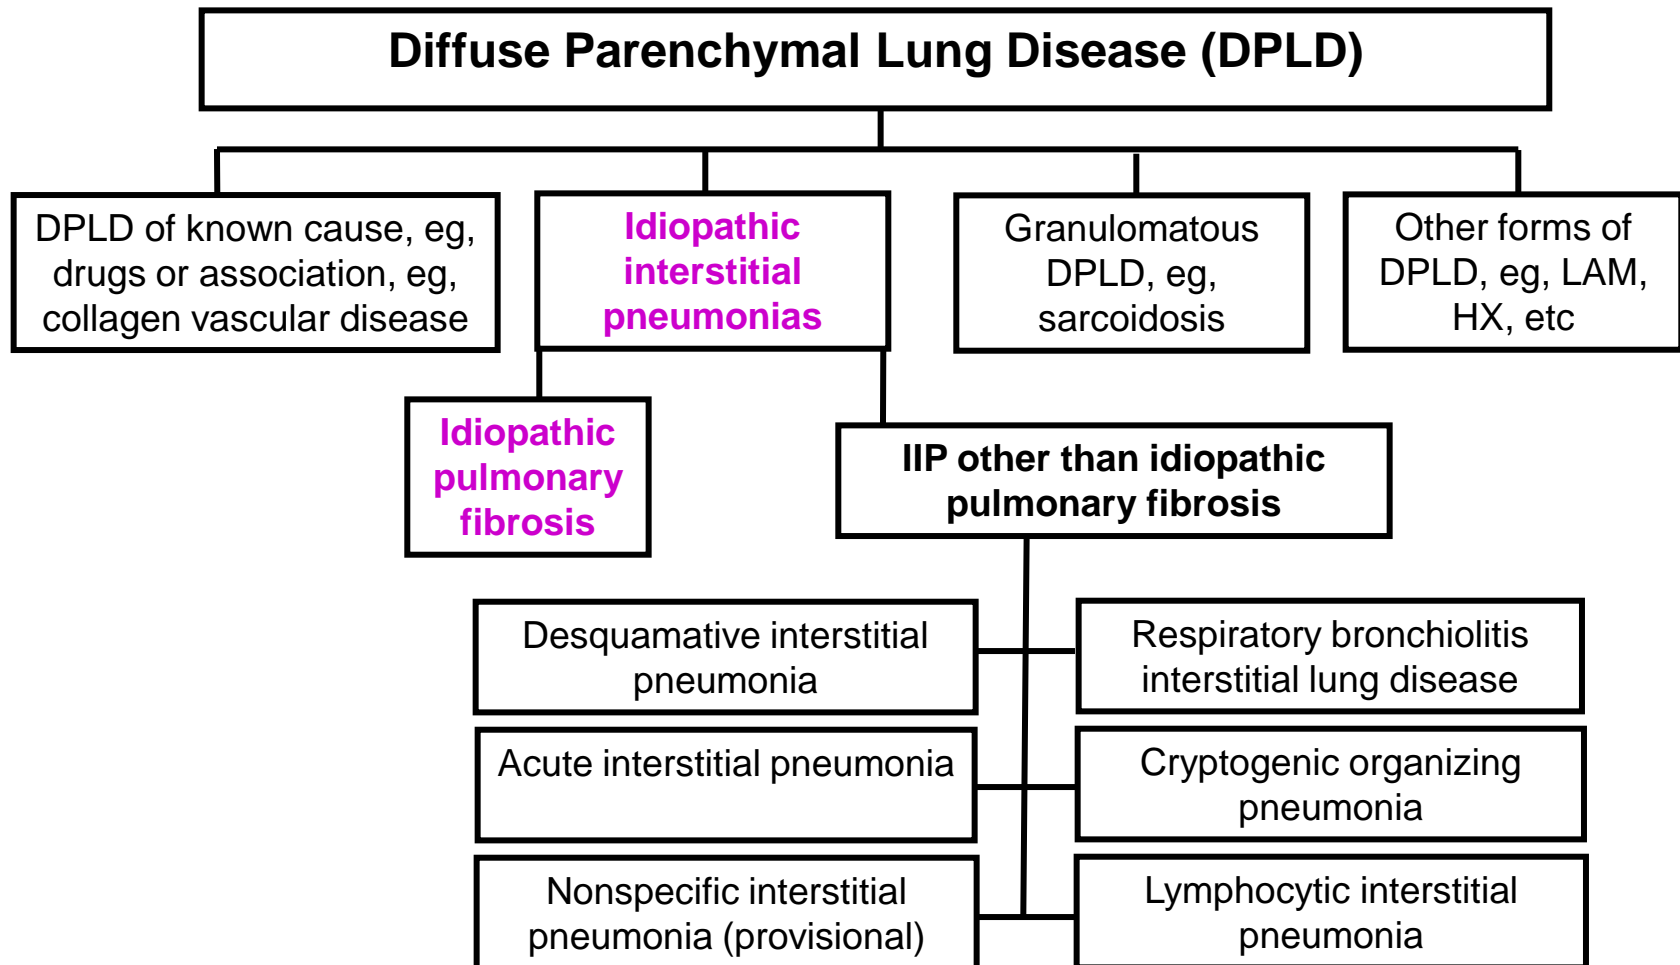 Diffuse Parenchymal Lung Disease (DPLD)
DPLD of known cause, eg,
drugs or association, eg,
collagen vascular disease
Idiopathic
interstitial
pneumonias
Granulomatous
DPLD, eg,
sarcoidosis
Other forms of
DPLD, eg, LAM,
HX, etc
Idiopathic
pulmonary
fibrosis
IIP other than idiopathic
pulmonary fibrosis
Desquamative interstitial
pneumonia
Respiratory bronchiolitis
interstitial lung disease
Acute interstitial pneumonia
Cryptogenic organizing
pneumonia
Nonspecific interstitial
pneumonia (provisional)
Lymphocytic interstitial
pneumonia